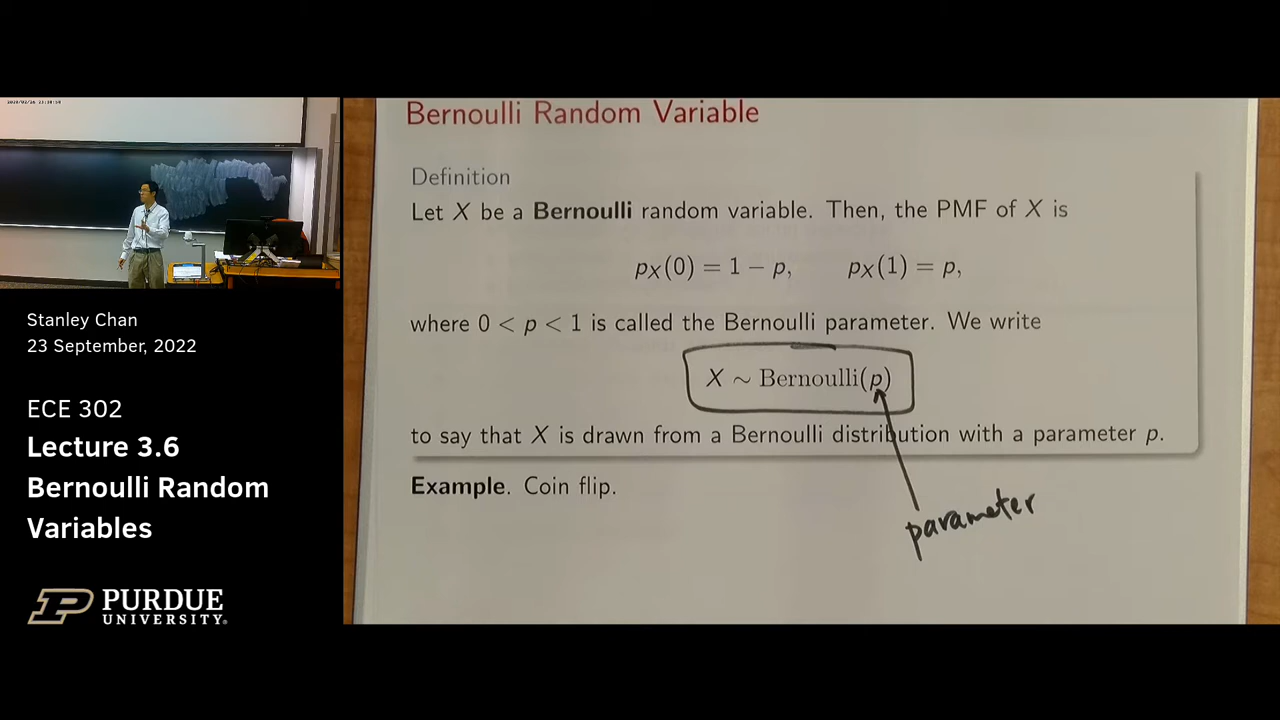 Bernoulli Random Variable
Definition
Let X be a Bernoulli random variable. Then, the PMF of X is
pX(0) = 1 − p,    pX(1) = p,
where 0 < p < 1 is called the Bernoulli parameter. We write
X ∼ Bernoulli(p)
to say that X is drawn from a Bernoulli distribution with a parameter p.
Example. Coin flip.
parameter
Stanley Chan
23 September, 2022
ECE 302
Lecture 3.6
Bernoulli Random
Variables
PURDUE
UNIVERSITY®